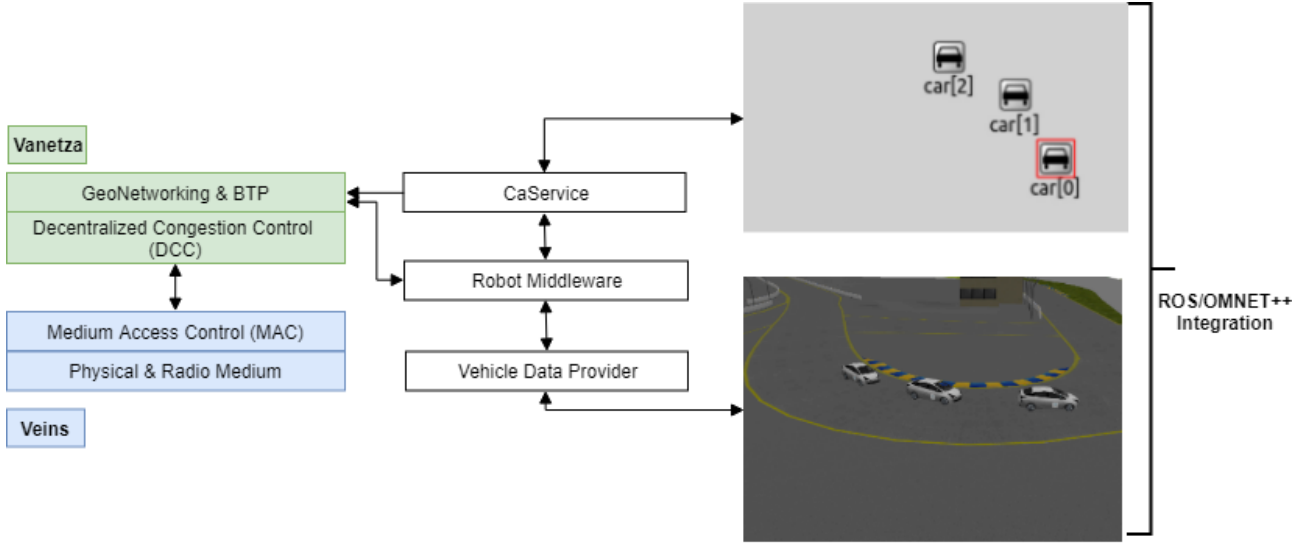 Vanetza
GeoNetworking & BTP
Decentralized Congestion Control
(DCC)
Medium Access Control (MAC)
Physical & Radio Medium
Veins
CaService
Robot Middleware
Vehicle Data Provider
car[2]
car[1]
car[0]
ROS/OMNET++
Integration